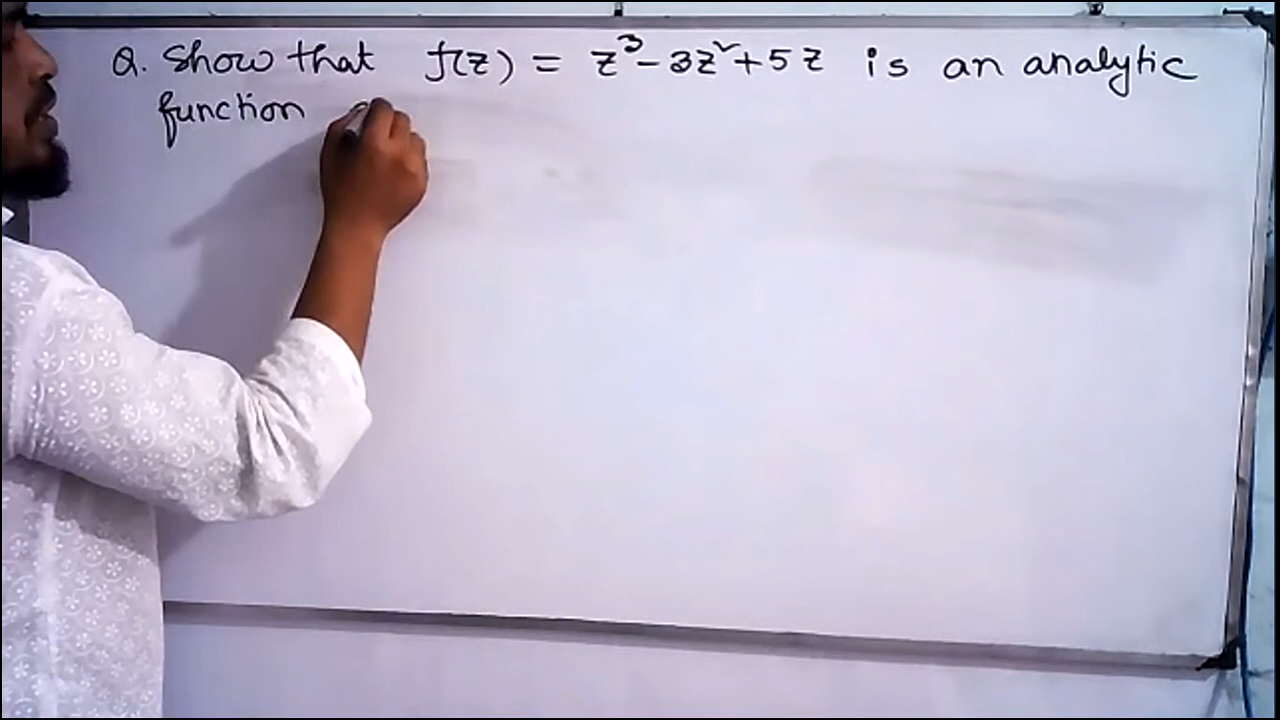 Q. Show that f(z) = z³-3z²+5z is an analytic
function